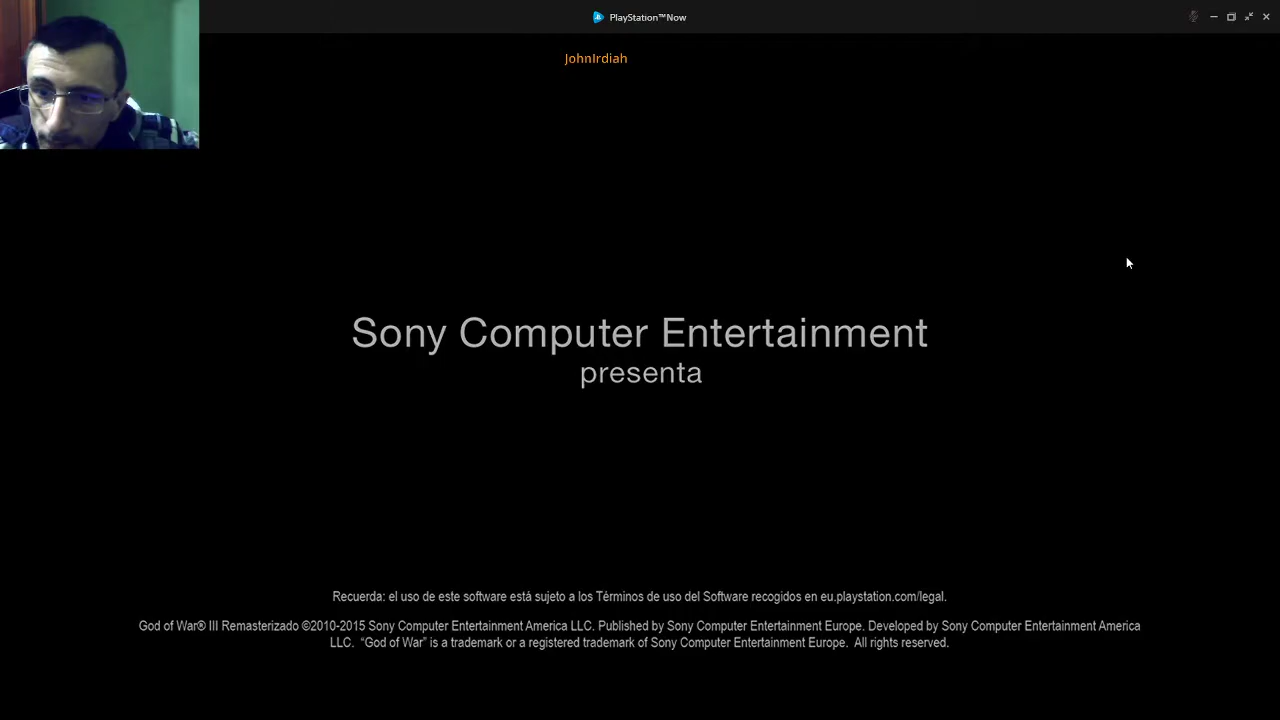 PlayStation™Now
JohnIrdiah
Sony Computer Entertainment
presenta
Recuerda: el uso de este software está sujeto a los Términos de uso del Software recogidos en eu.playstation.com/legal.
God of War® III Remasterizado ©2010-2015 Sony Computer Entertainment America LLC. Published by Sony Computer Entertainment Europe. Developed by Sony Computer Entertainment America
LLC. “God of War” is a trademark or a registered trademark of Sony Computer Entertainment Europe. All rights reserved.